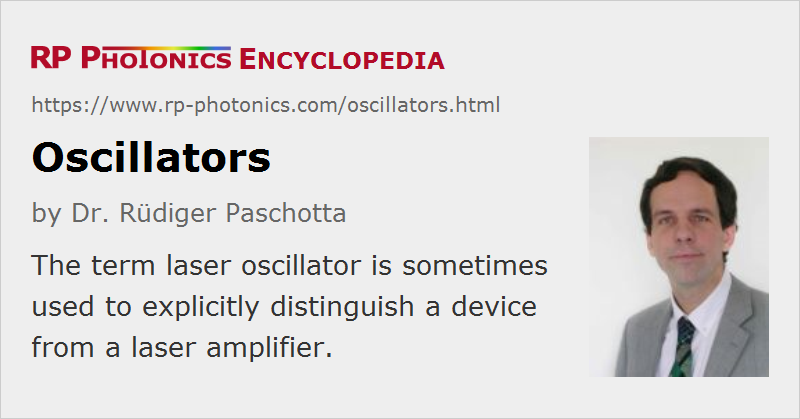 RP PHOTONICS ENCYCLOPEDIA
https://www.rp-photonics.com/oscillators.html
Oscillators
by Dr. Rüdiger Paschotta
The term laser oscillator is sometimes
used to explicitly distinguish a device
from a laser amplifier.